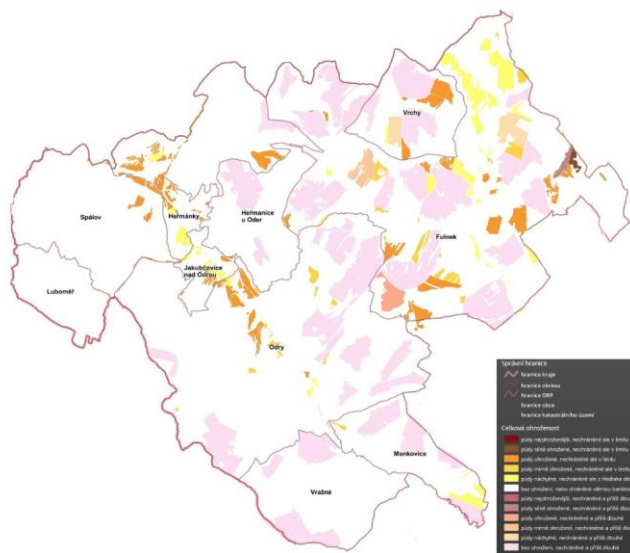 Vrchy
Spálov
Heřmánky
Heřmanice
u Oder
Fulnek
Jakubčovice
nad Odrou
Luboměř
Odry
Mankovice
Vražné
Správní hranice
hranice kraje
hranice okresu
hranice ORP
hranice obce
hranice katastrálního území
Celková ohroženost
půdy nejohroženější, nechráněné ale v limitu
půdy silně ohrožené, nechráněné ale v limitu
půdy ohrožené, nechráněné ale v limitu
půdy mírně ohrožené, nechráněné ale v limitu
půdy náchylné, nechráněné ale z hlediska
bez ohrožení, nebo chráněné větrnou bariérou
půdy nejohroženější, nechráněné a příliš dlouhé
půdy silně ohrožené, nechráněné a příliš dlouhé
půdy ohrožené, nechráněné a příliš dlouhé
půdy mírně ohrožené, nechráněné a příliš
půdy náchylné, nechráněné a příliš dlouhé
bez ohrožení, nechráněné a příliš dlouhé